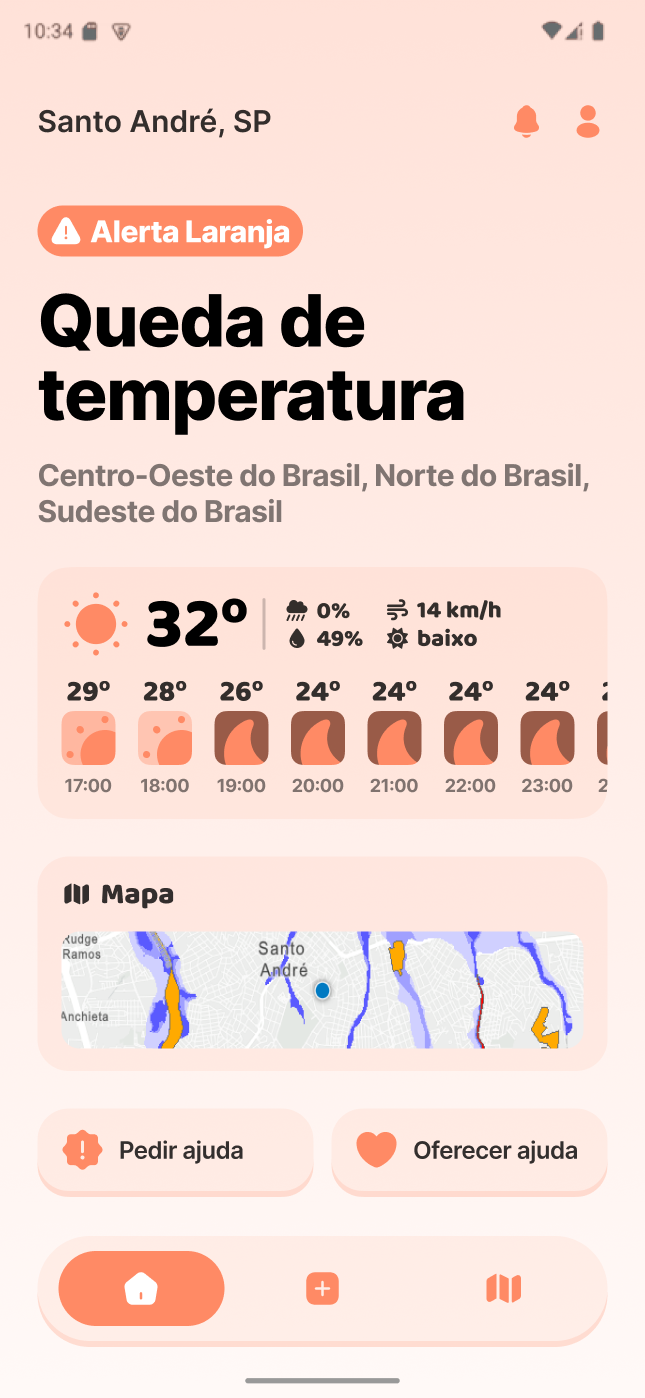 10:34
Santo André, SP
Alerta Laranja
Queda de
temperatura
Centro-Oeste do Brasil, Norte do Brasil,
Sudeste do Brasil
32º
0%
14 km/h
49%
baixo
29º 28º 26º 24º 24º 24º 24º
17:00 18:00 19:00 20:00 21:00 22:00 23:00
Mapa
Rudge
Ramos
Santo
André
Anchieta
Pedir ajuda
Oferecer ajuda